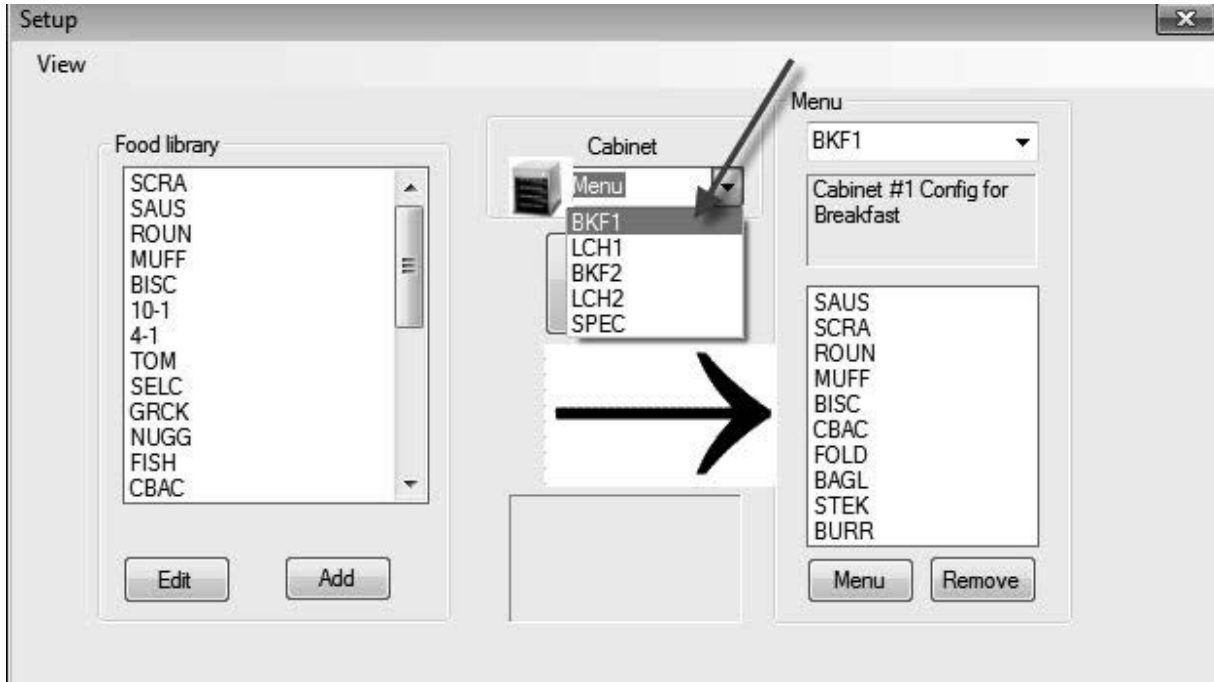 Setup
View
Food library
SCRA
SAUS
ROUN
MUFF
BISC
10-1
4-1
TOM
SELC
GRCK
NUGG
FISH
CBAC
Edit
Add
Cabinet
Menu
BKF1
LCH1
BKF2
LCH2
SPEC
Menu
BKF1
Cabinet #1 Config for
Breakfast
SAUS
SCRA
ROUN
MUFF
BISC
CBAC
FOLD
BAGL
STEK
BURR
Menu
Remove